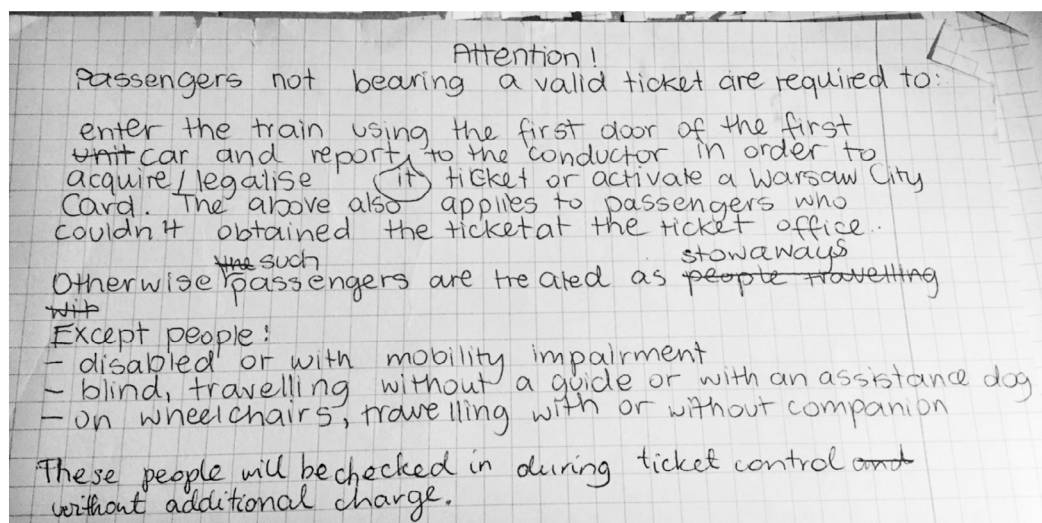 Attention!
Passengers not bearing a valid ticket are required to:
enter the train using the first door of the first
~~unit~~ car and report, to the conductor in order to
acquire/legalise it ticket or activate a Warsaw City
Card. The above also applies to passengers who
couldn't obtained the ticket at the ticket office..
~~the~~ such stowaways
Otherwise passengers are treated as ~~people travelling~~
~~wit~~
Except people:
- disabled or with mobility impairment
- blind, travelling without a guide or with an assistance dog
- on wheelchairs, travelling with or without companion
These people will be checked in during ticket control ~~and~~
without additional charge.